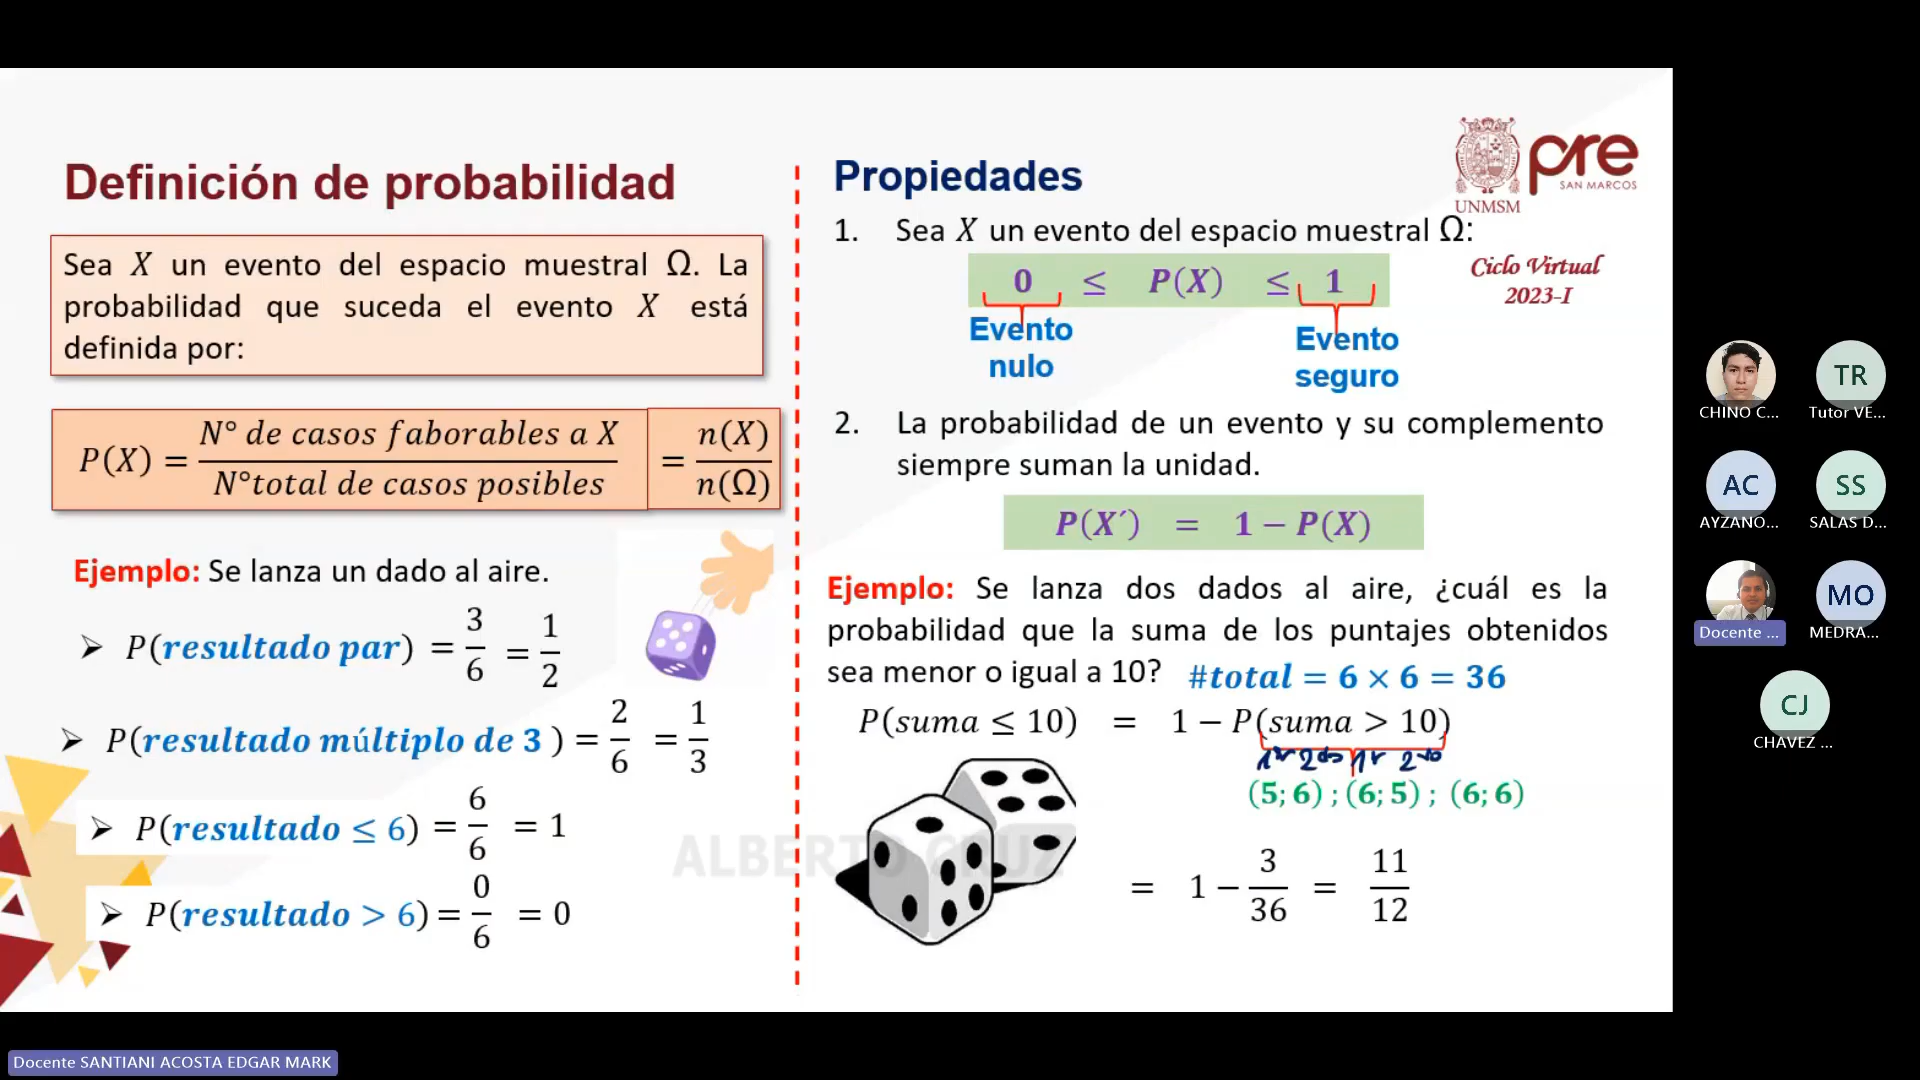 Definición de probabilidad
Sea X un evento del espacio muestral Ω. La
probabilidad que suceda el evento X está
definida por:
P(X) = N° de casos faborables a X / N°total de casos posibles = n(X) / n(Ω)
Ejemplo: Se lanza un dado al aire.
➢ P(resultado par) = 3/6 = 1/2
➢ P(resultado múltiplo de 3 ) = 2/6 = 1/3
➢ P(resultado ≤ 6) = 6/6 = 1
➢ P(resultado > 6) = 0/6 = 0
Propiedades
1. Sea X un evento del espacio muestral Ω:
0 ≤ P(X) ≤ 1
Evento
nulo
Evento
seguro
2. La probabilidad de un evento y su complemento
siempre suman la unidad.
P(X´) = 1 − P(X)
Ejemplo: Se lanza dos dados al aire, ¿cuál es la
probabilidad que la suma de los puntajes obtenidos
sea menor o igual a 10? #total = 6 × 6 = 36
P(suma ≤ 10) = 1 − P(suma > 10)
1r 2do 1r 2do
(5; 6) ; (6; 5) ; (6; 6)
= 1 − 3/36 = 11/12
ALBERTO CRUZ
UNMSM
pre
SAN MARCOS
Ciclo Virtual
2023-I
CHINO C...
TR
Tutor VE...
AC
AYZANO...
SS
SALAS D...
Docente ...
MO
MEDRA...
CJ
CHAVEZ ...
Docente SANTIANI ACOSTA EDGAR MARK